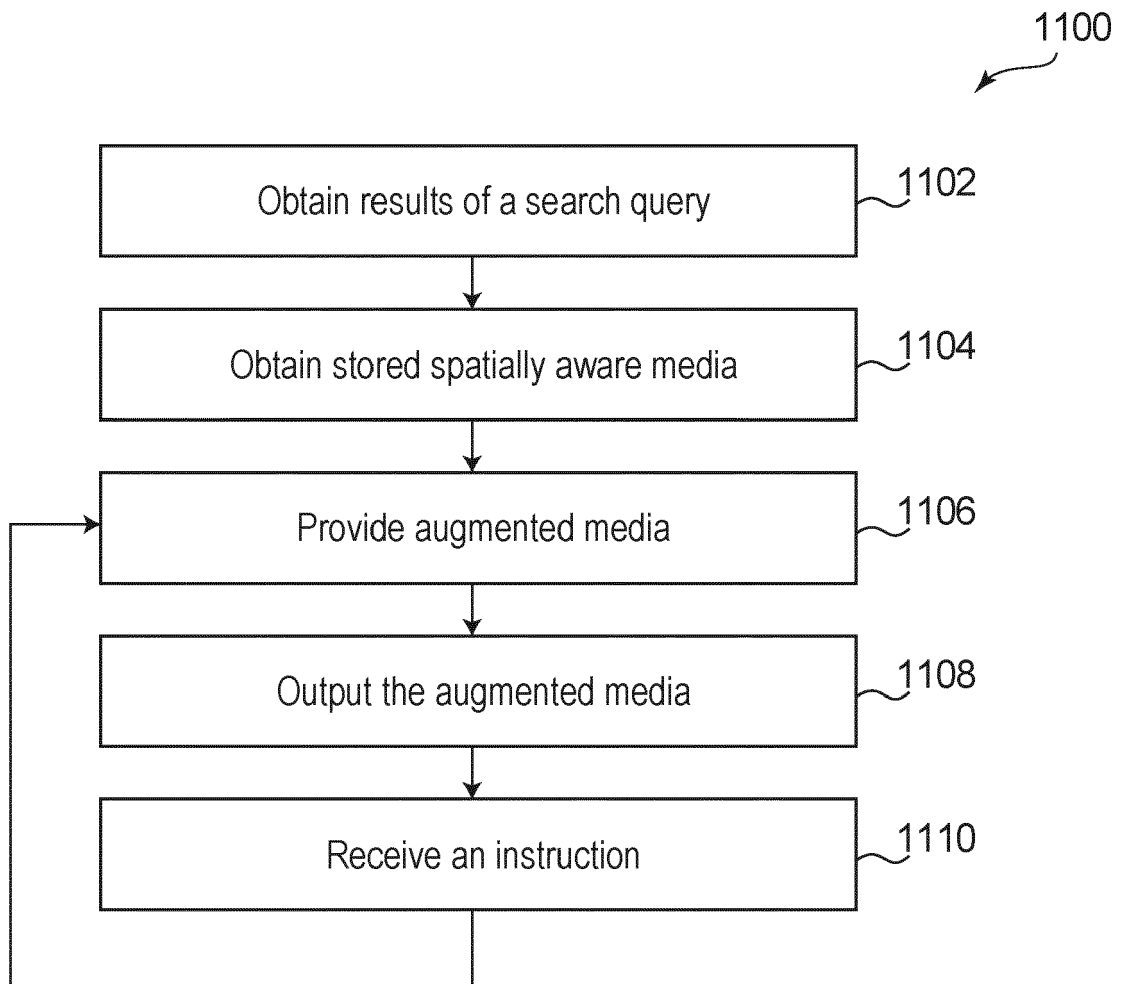 1100
Obtain results of a search query
1102
Obtain stored spatially aware media
1104
Provide augmented media
1106
Output the augmented media
1108
Receive an instruction
1110